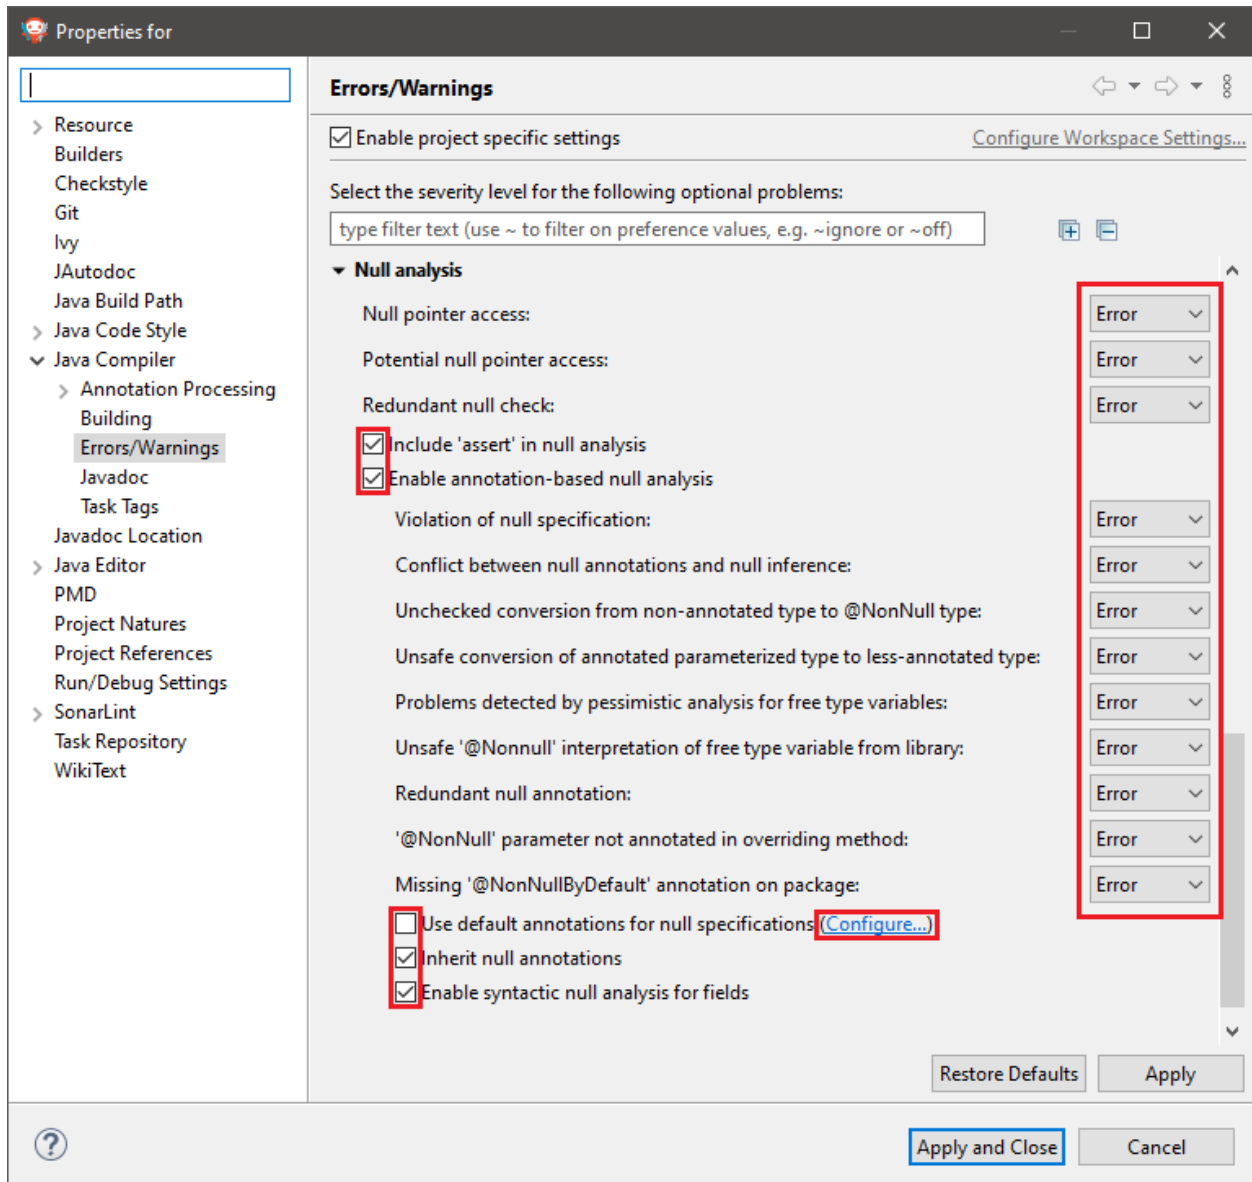 Properties for
Resource
Builders
Checkstyle
Git
Ivy
JAutodoc
Java Build Path
Java Code Style
Java Compiler
Annotation Processing
Building
Errors/Warnings
Javadoc
Task Tags
Javadoc Location
Java Editor
PMD
Project Natures
Project References
Run/Debug Settings
SonarLint
Task Repository
WikiText
Errors/Warnings
Enable project specific settings
Configure Workspace Settings...
Select the severity level for the following optional problems:
type filter text (use ~ to filter on preference values, e.g. ~ignore or ~off)
Null analysis
Null pointer access: Error
Potential null pointer access: Error
Redundant null check: Error
Include 'assert' in null analysis
Enable annotation-based null analysis
Violation of null specification: Error
Conflict between null annotations and null inference: Error
Unchecked conversion from non-annotated type to @NonNull type: Error
Unsafe conversion of annotated parameterized type to less-annotated type: Error
Problems detected by pessimistic analysis for free type variables: Error
Unsafe '@Nonnull' interpretation of free type variable from library: Error
Redundant null annotation: Error
'@NonNull' parameter not annotated in overriding method: Error
Missing '@NonNullByDefault' annotation on package: Error
Use default annotations for null specifications (Configure...)
Inherit null annotations
Enable syntactic null analysis for fields
Restore Defaults
Apply
Apply and Close
Cancel